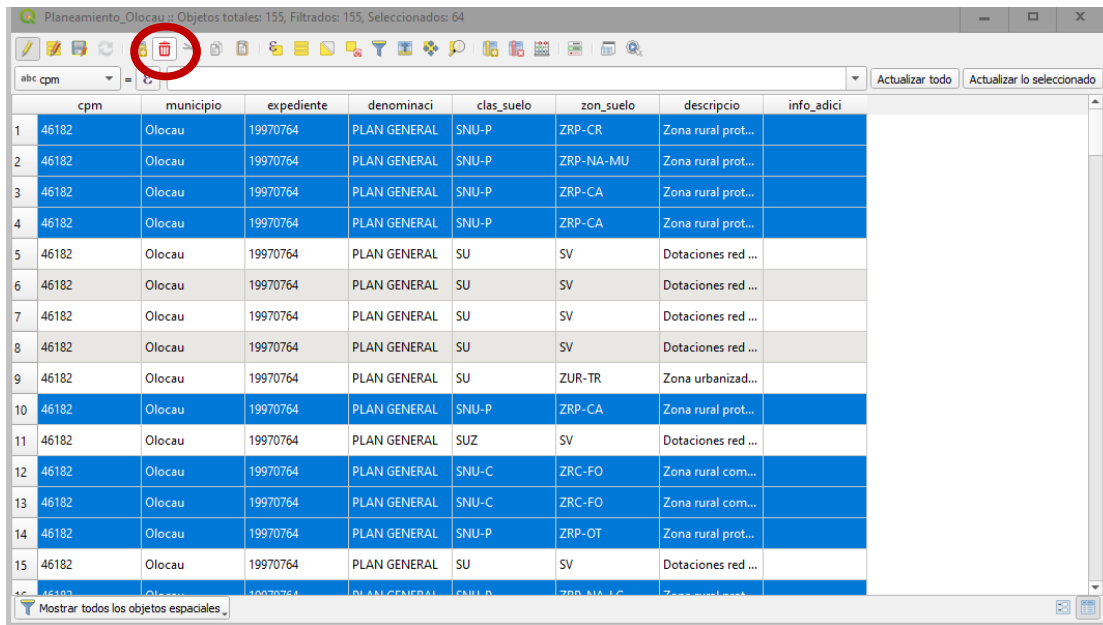 Planeamiento_Olocau :: Objetos totales: 155, Filtrados: 155, Seleccionados: 64
abc cpm = ε Actualizar todo Actualizar lo seleccionado
cpm municipio expediente denominaci clas_suelo zon_suelo descripcio info_adici
1 46182 Olocau 19970764 PLAN GENERAL SNU-P ZRP-CR Zona rural prot...
2 46182 Olocau 19970764 PLAN GENERAL SNU-P ZRP-NA-MU Zona rural prot...
3 46182 Olocau 19970764 PLAN GENERAL SNU-P ZRP-CA Zona rural prot...
4 46182 Olocau 19970764 PLAN GENERAL SNU-P ZRP-CA Zona rural prot...
5 46182 Olocau 19970764 PLAN GENERAL SU SV Dotaciones red ...
6 46182 Olocau 19970764 PLAN GENERAL SU SV Dotaciones red ...
7 46182 Olocau 19970764 PLAN GENERAL SU SV Dotaciones red ...
8 46182 Olocau 19970764 PLAN GENERAL SU SV Dotaciones red ...
9 46182 Olocau 19970764 PLAN GENERAL SU ZUR-TR Zona urbanizad...
10 46182 Olocau 19970764 PLAN GENERAL SNU-P ZRP-CA Zona rural prot...
11 46182 Olocau 19970764 PLAN GENERAL SUZ SV Dotaciones red ...
12 46182 Olocau 19970764 PLAN GENERAL SNU-C ZRC-FO Zona rural com...
13 46182 Olocau 19970764 PLAN GENERAL SNU-C ZRC-FO Zona rural com...
14 46182 Olocau 19970764 PLAN GENERAL SNU-P ZRP-OT Zona rural prot...
15 46182 Olocau 19970764 PLAN GENERAL SU SV Dotaciones red ...
Mostrar todos los objetos espaciales